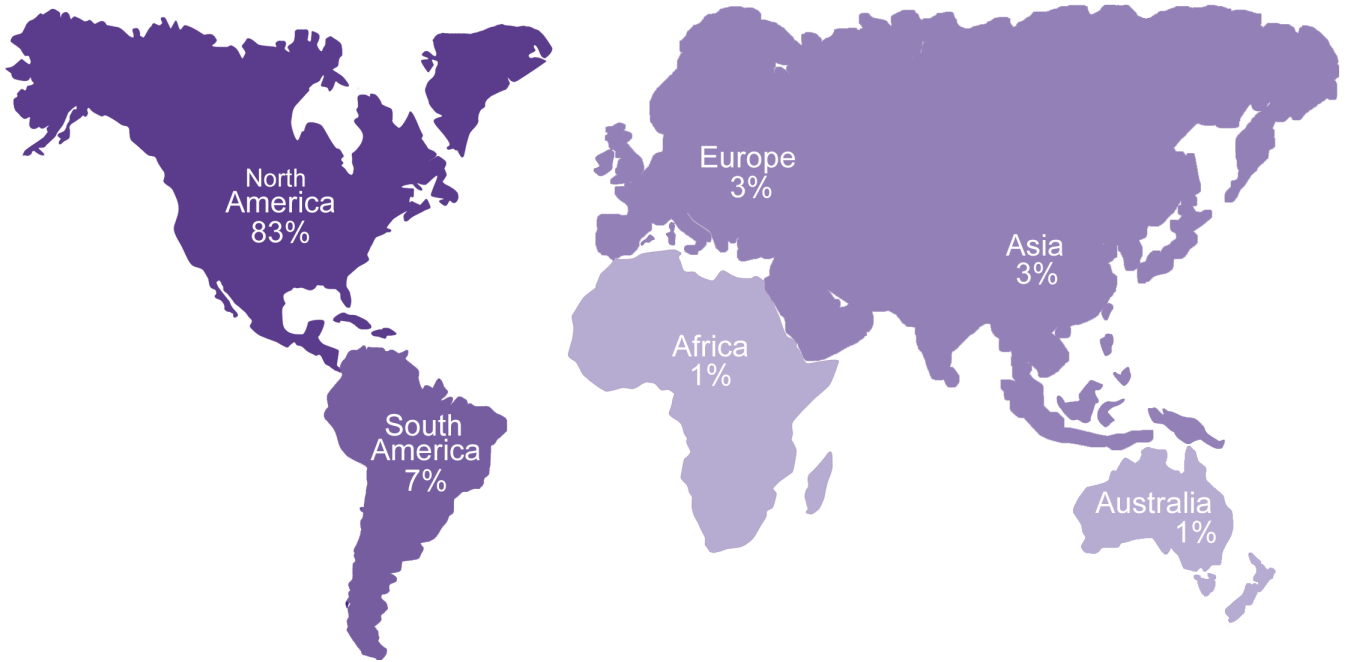 North
America
83%
South
America
7%
Europe
3%
Asia
3%
Africa
1%
Australia
1%